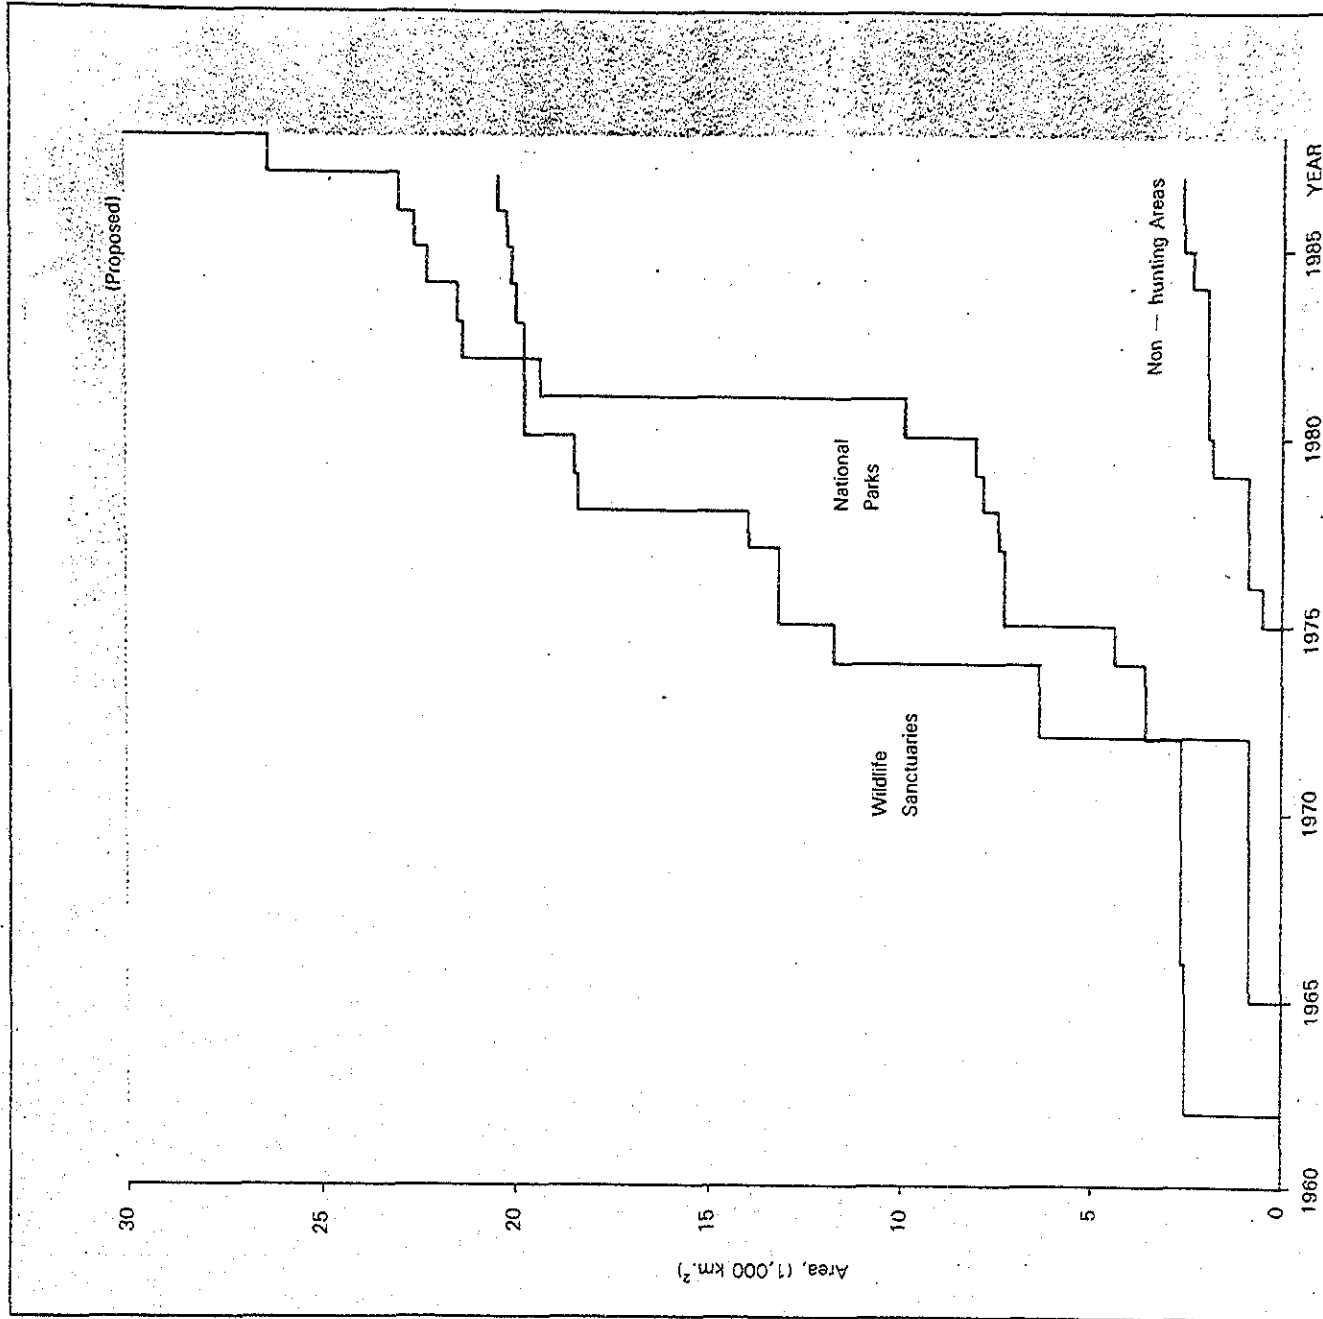 (Proposed)
30
25
20
15
10
5
0
Area, (1,000 km.²)
National
Parks
Wildlife
Sanctuaries
Non — hunting Areas
1960
1965
1970
1975
1980
1985
YEAR